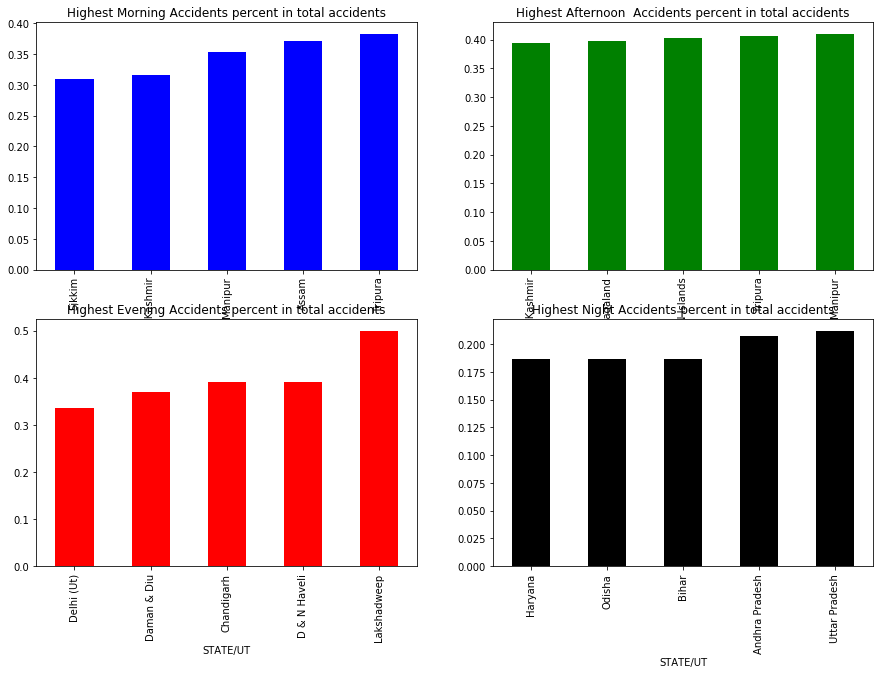 Highest Morning Accidents percent in total accidents
0.40
0.35
0.30
0.25
0.20
0.15
0.10
0.05
0.00
Sikkim
Kashmir
Manipur
Assam
Tripura
Highest Afternoon  Accidents percent in total accidents
0.40
0.35
0.30
0.25
0.20
0.15
0.10
0.05
0.00
Kashmir
Nagaland
Islands
Tripura
Manipur
Highest Evening Accidents percent in total accidents
0.5
0.4
0.3
0.2
0.1
0.0
Delhi (Ut)
Daman & Diu
Chandigarh
D & N Haveli
Lakshadweep
STATE/UT
Highest Night Accidents percent in total accidents
0.200
0.175
0.150
0.125
0.100
0.075
0.050
0.025
0.000
Haryana
Odisha
Bihar
Andhra Pradesh
Uttar Pradesh
STATE/UT